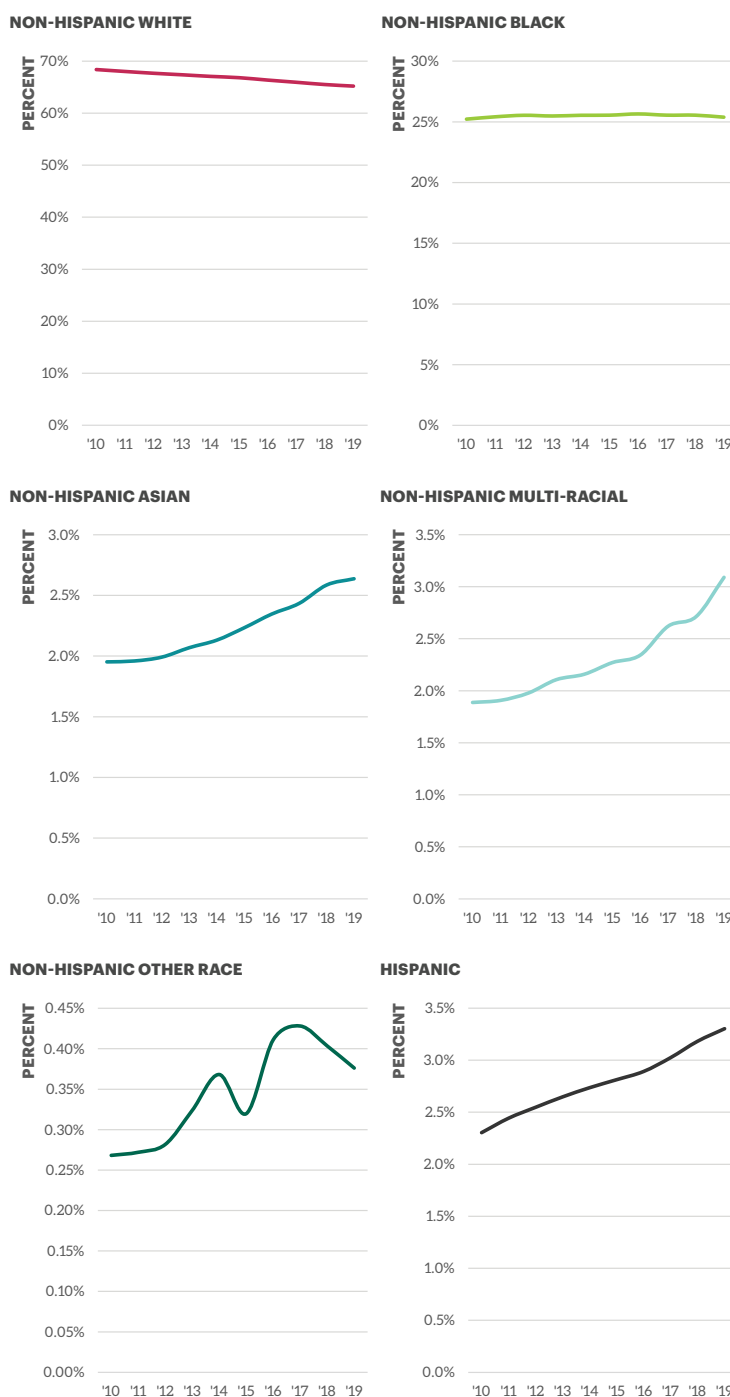 NON-HISPANIC WHITE
PERCENT
70%
60%
50%
40%
30%
20%
10%
0%
'10 '11 '12 '13 '14 '15 '16 '17 '18 '19
NON-HISPANIC BLACK
PERCENT
30%
25%
20%
15%
10%
5%
0%
'10 '11 '12 '13 '14 '15 '16 '17 '18 '19
NON-HISPANIC ASIAN
PERCENT
3.0%
2.5%
2.0%
1.5%
1.0%
0.5%
0.0%
'10 '11 '12 '13 '14 '15 '16 '17 '18 '19
NON-HISPANIC MULTI-RACIAL
PERCENT
3.5%
3.0%
2.5%
2.0%
1.5%
1.0%
0.5%
0.0%
'10 '11 '12 '13 '14 '15 '16 '17 '18 '19
NON-HISPANIC OTHER RACE
PERCENT
0.45%
0.40%
0.35%
0.30%
0.25%
0.20%
0.15%
0.10%
0.05%
0.00%
'10 '11 '12 '13 '14 '15 '16 '17 '18 '19
HISPANIC
PERCENT
3.5%
3.0%
2.5%
2.0%
1.5%
1.0%
0.5%
0.0%
'10 '11 '12 '13 '14 '15 '16 '17 '18 '19